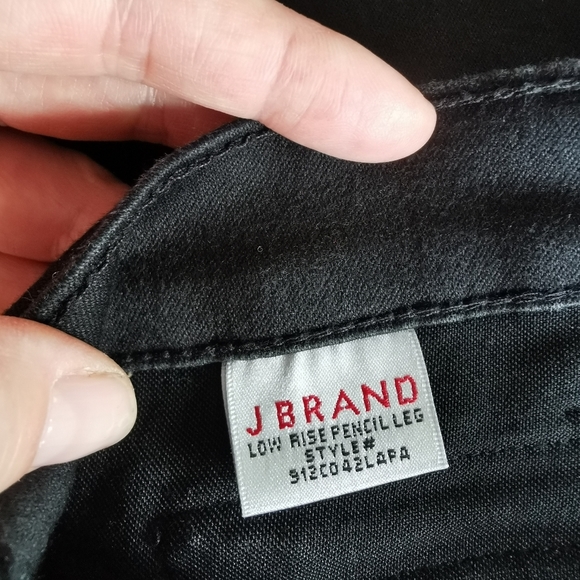 J BRAND
LOW RISE PENCIL LEG
STYLE#
912C042LAPA